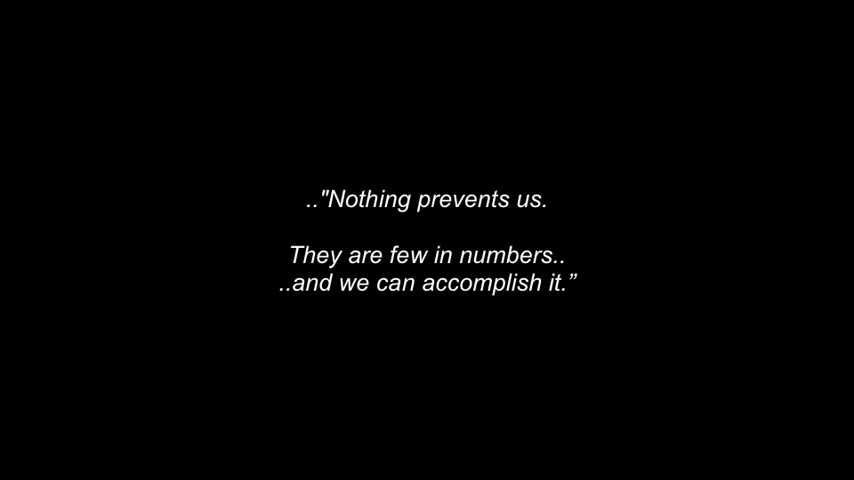 .."Nothing prevents us.
They are few in numbers..
..and we can accomplish it.”